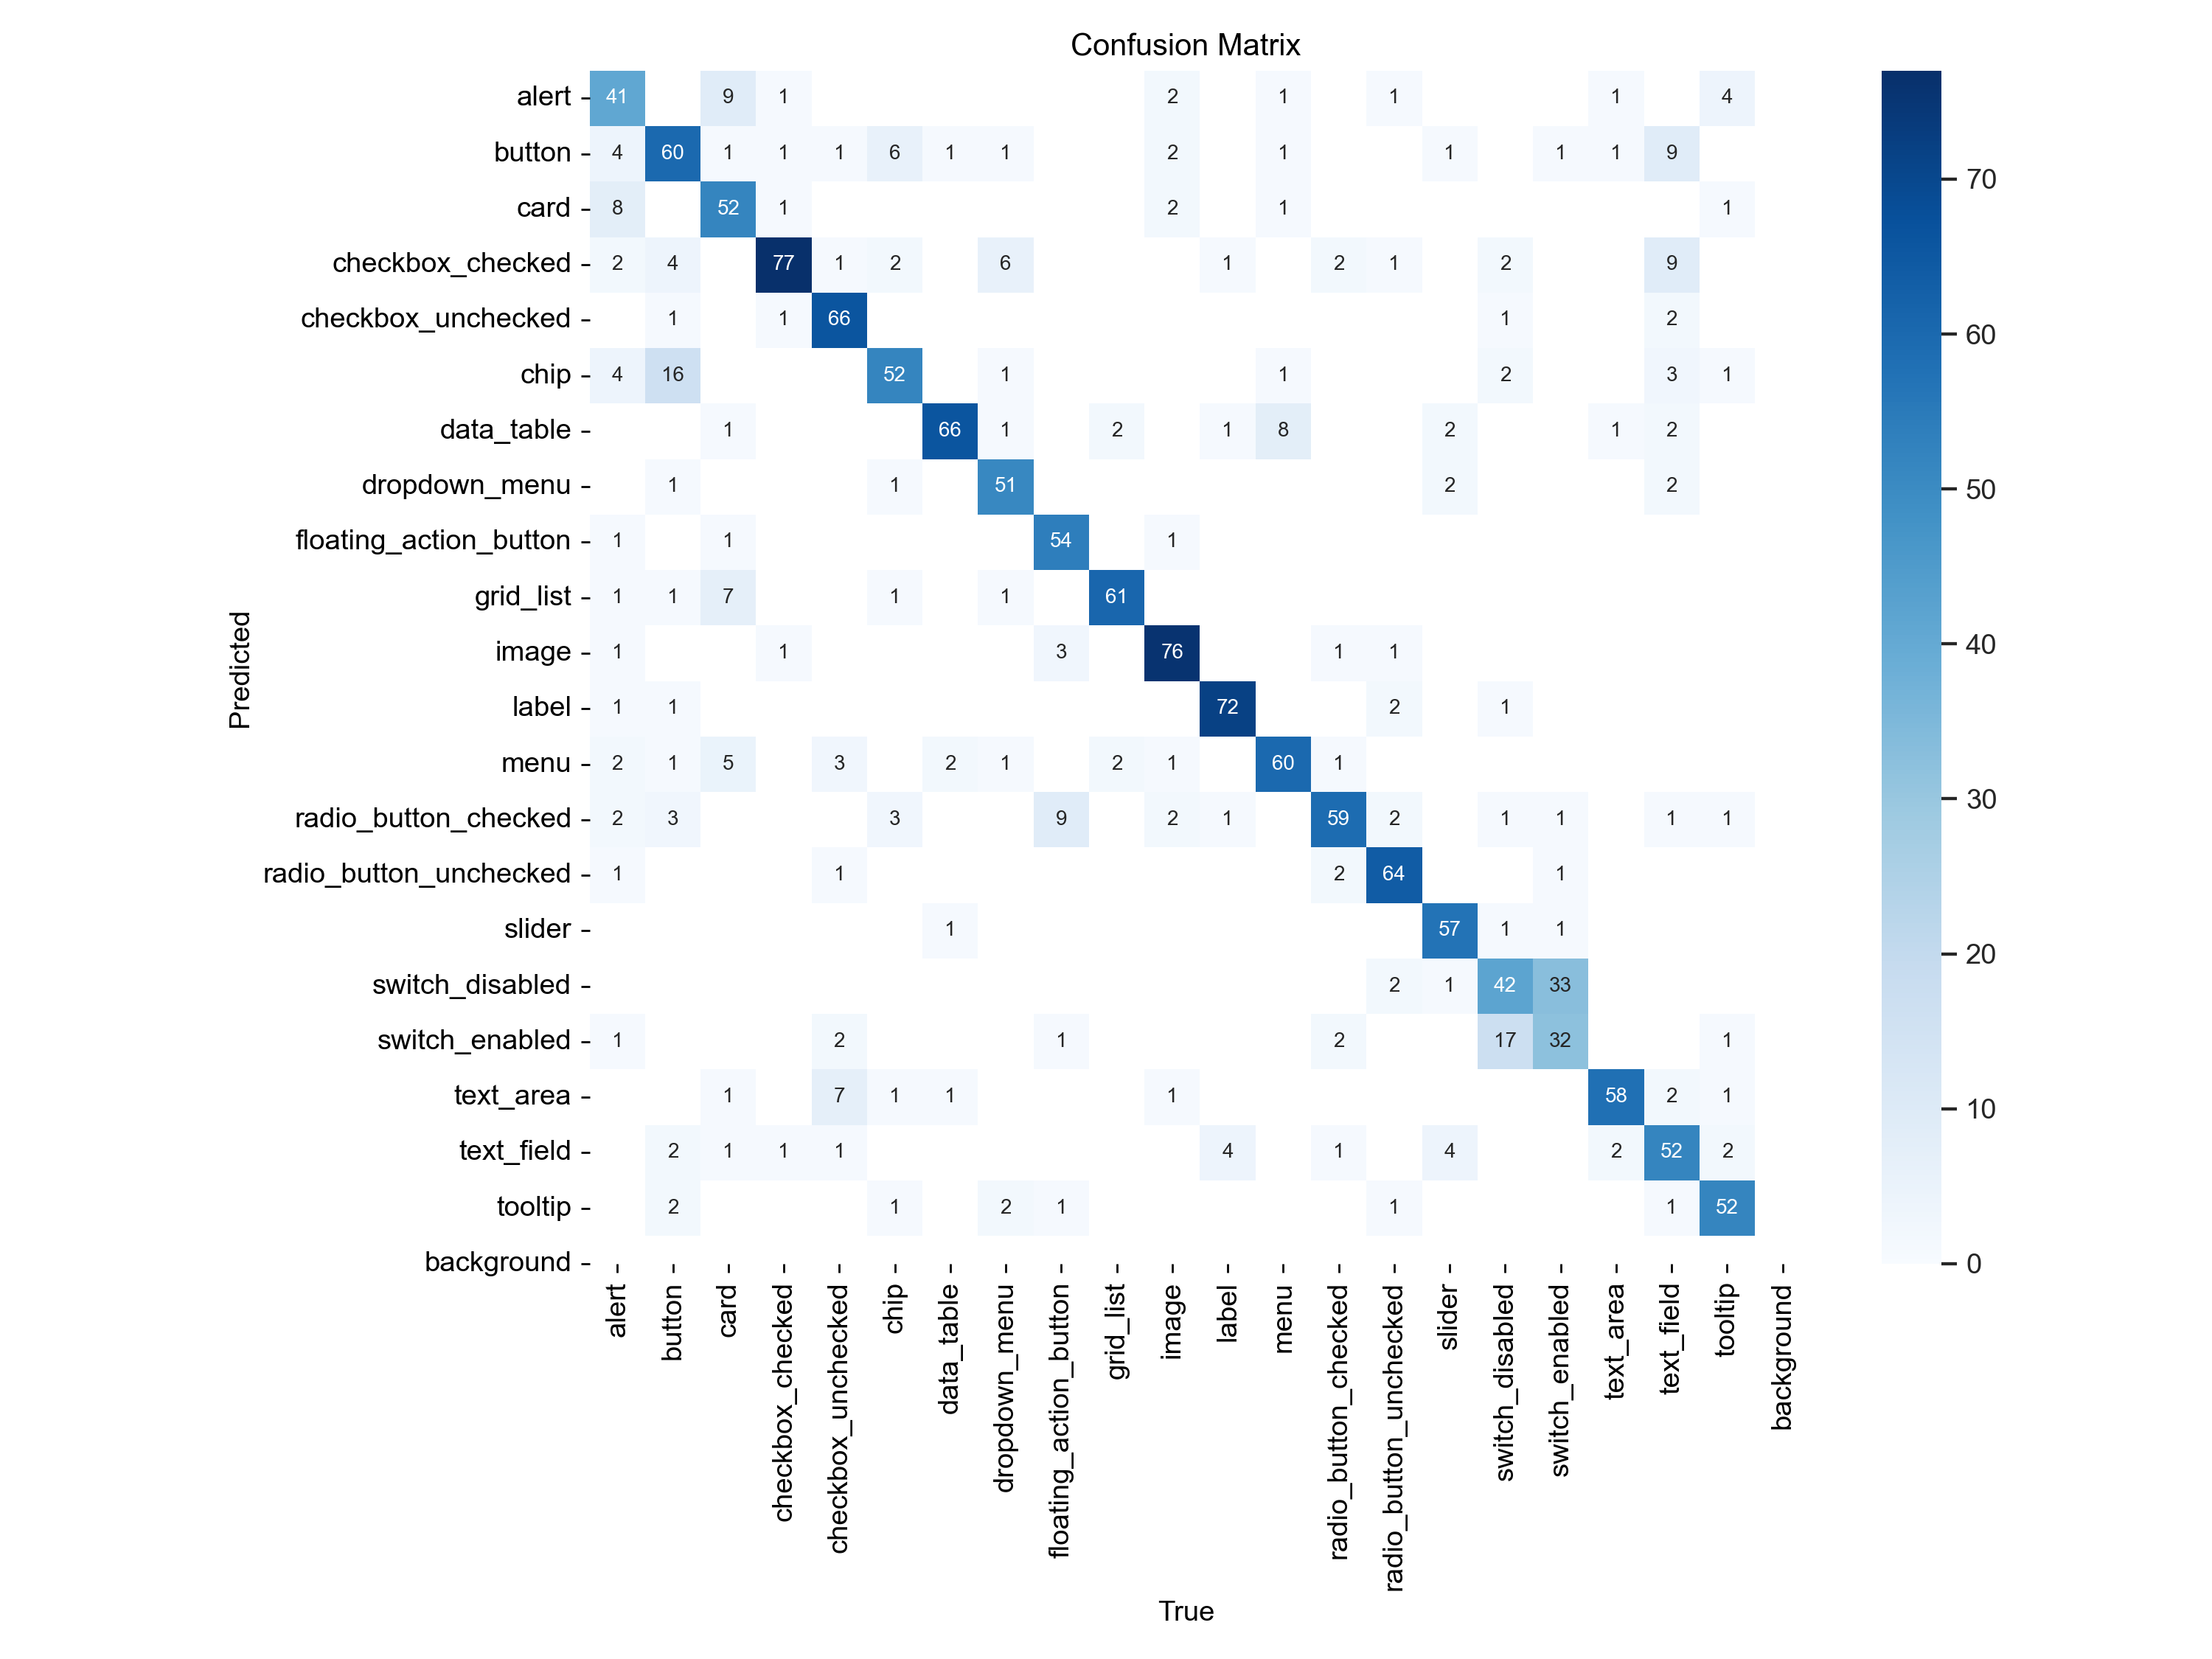 Confusion Matrix
alert 41 9 1 2 1 1 1 4
button 4 60 1 1 1 6 1 1 2 1 1 1 1 9
card 8 52 1 2 1 1
checkbox_checked 2 4 77 1 2 6 1 2 1 2 9
checkbox_unchecked 1 1 66 1 2
chip 4 16 52 1 1 2 3 1
data_table 1 66 1 2 1 8 2 1 2
dropdown_menu 1 1 51 2 2
floating_action_button 1 1 54 1
grid_list 1 1 7 1 1 61
image 1 1 3 76 1 1
label 1 1 72 2 1
menu 2 1 5 3 2 1 2 1 60 1
radio_button_checked 2 3 3 9 2 1 59 2 1 1 1 1
radio_button_unchecked 1 1 2 64 1
slider 1 57 1 1
switch_disabled 2 1 42 33
switch_enabled 1 2 1 2 17 32 1
text_area 1 7 1 1 1 58 2 1
text_field 2 1 1 1 4 1 4 2 52 2
tooltip 2 1 2 1 1 1 52
background
Predicted
alert
button
card
checkbox_checked
checkbox_unchecked
chip
data_table
dropdown_menu
floating_action_button
grid_list
image
label
menu
radio_button_checked
radio_button_unchecked
slider
switch_disabled
switch_enabled
text_area
text_field
tooltip
background
True
70
60
50
40
30
20
10
0